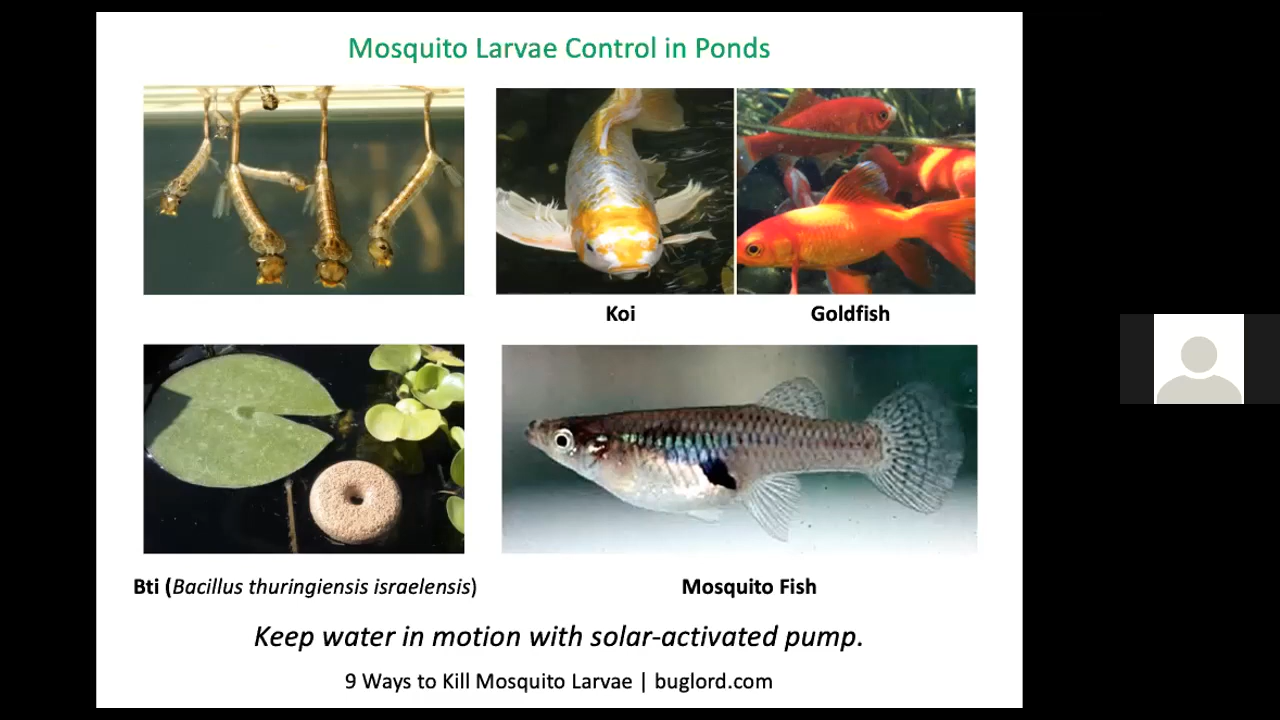 Mosquito Larvae Control in Ponds
Koi
Goldfish
Bti (Bacillus thuringiensis israelensis)
Mosquito Fish
Keep water in motion with solar-activated pump.
9 Ways to Kill Mosquito Larvae | buglord.com